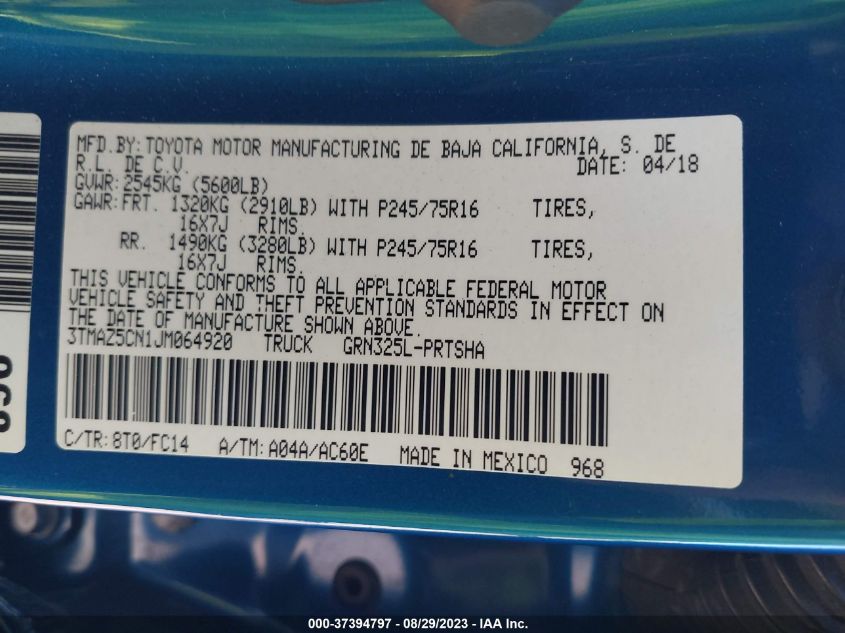 MFD.BY:TOYOTA MOTOR MANUFACTURING DE BAJA CALIFORNIA, S. DE
R.L. DE C.V.
DATE: 04/18
GVWR:2545KG (5600LB)
GAWR:FRT. 1320KG (2910LB) WITH P245/75R16 TIRES,
16X7J RIMS.
RR. 1490KG (3280LB) WITH P245/75R16 TIRES,
16X7J RIMS.
THIS VEHICLE CONFORMS TO ALL APPLICABLE FEDERAL MOTOR
VEHICLE SAFETY AND THEFT PREVENTION STANDARDS IN EFFECT ON
THE DATE OF MANUFACTURE SHOWN ABOVE.
3TMAZ5CN1JM064920 TRUCK GRN325L-PRTSHA
C/TR:8T0/FC14 A/TM:A04A/AC60E MADE IN MEXICO 968
000-37394797 - 08/29/2023 - IAA Inc.